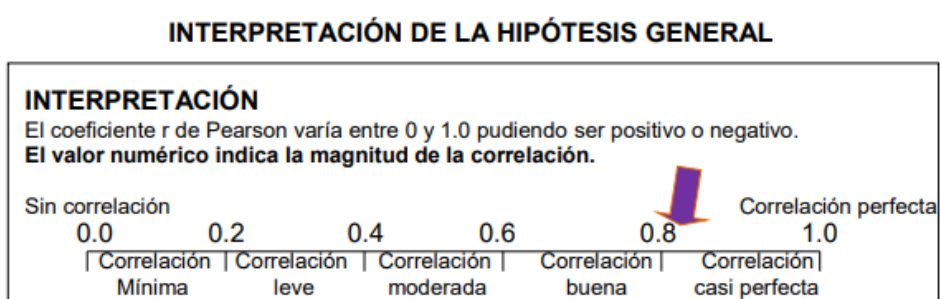 INTERPRETACIÓN DE LA HIPÓTESIS GENERAL
INTERPRETACIÓN
El coeficiente r de Pearson varía entre 0 y 1.0 pudiendo ser positivo o negativo.
El valor numérico indica la magnitud de la correlación.
Sin correlación Correlación perfecta
0.0 0.2 0.4 0.6 0.8 1.0
Correlación Correlación Correlación Correlación Correlación
Mínima leve moderada buena casi perfecta